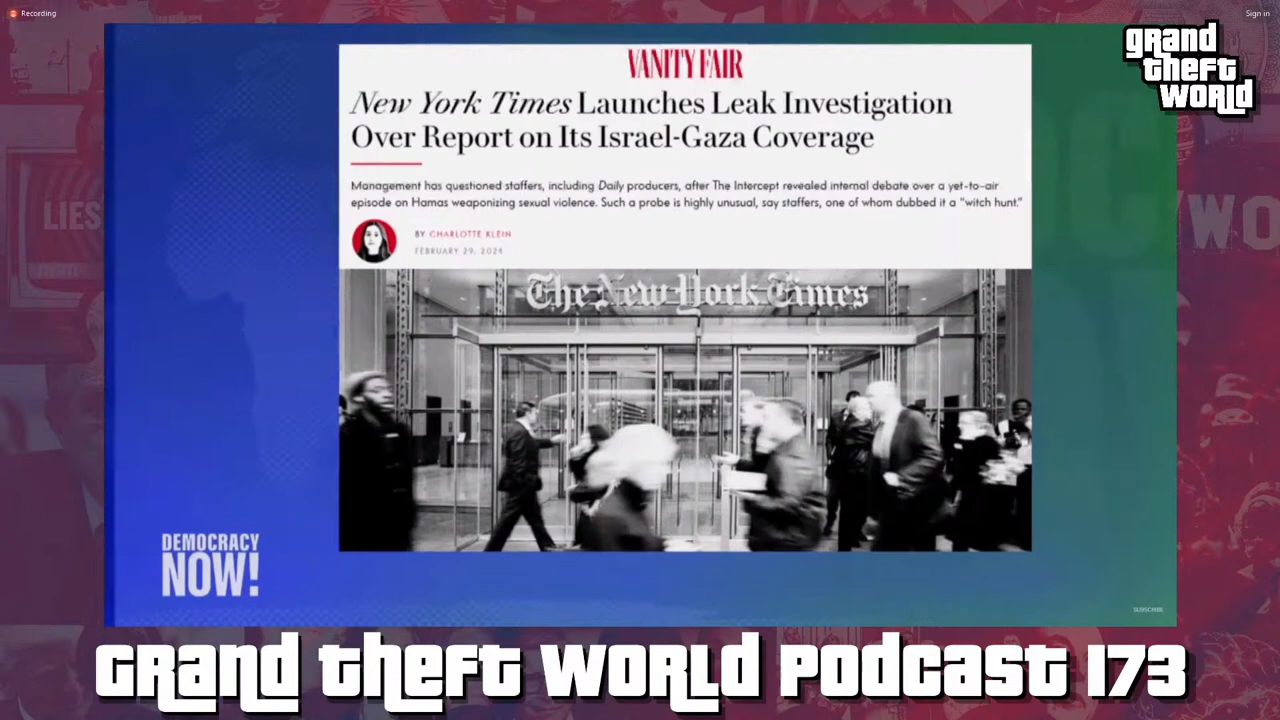 Recording
Sign in
grand
theft
world
VANITY FAIR
New York Times Launches Leak Investigation
Over Report on Its Israel-Gaza Coverage
Management has questioned staffers, including Daily producers, after The Intercept revealed internal debate over a yet-to-air
episode on Hamas weaponizing sexual violence. Such a probe is highly unusual, say staffers, one of whom dubbed it a "witch hunt."
BY CHARLOTTE KLEIN
FEBRUARY 29, 2024
The New York Times
LIES
DEMOCRACY
NOW!
SUBSCRIBE
GRAND THEFT WORLD PODCAST 173